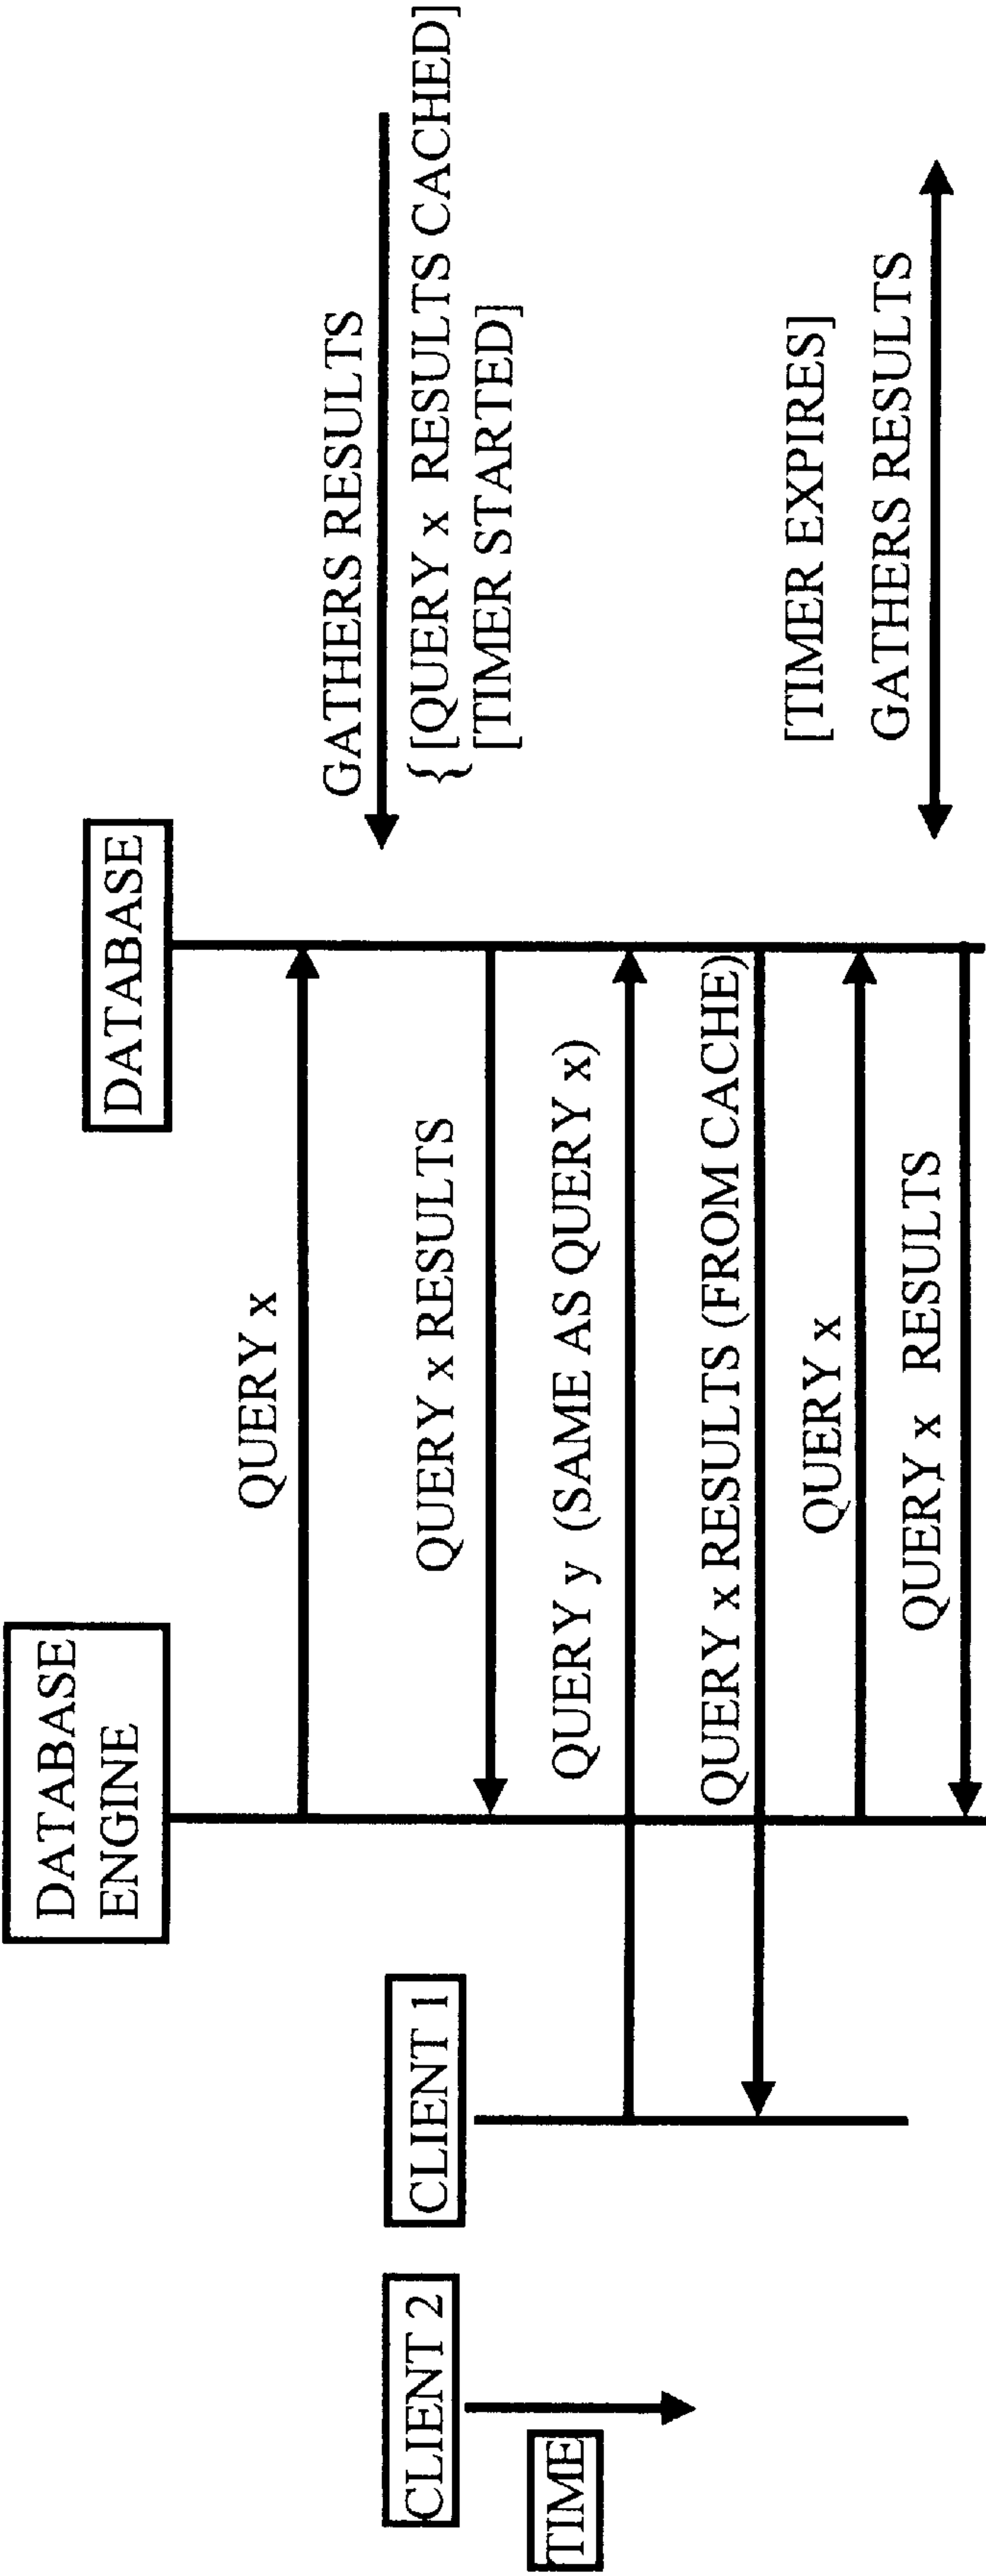 CLIENT 2
TIME
CLIENT 1
DATABASE
ENGINE
DATABASE
QUERY x
GATHERS RESULTS
{[QUERY x RESULTS CACHED]
[TIMER STARTED]
QUERY x RESULTS
QUERY y (SAME AS QUERY x)
QUERY x RESULTS (FROM CACHE)
[TIMER EXPIRES]
QUERY x
GATHERS RESULTS
QUERY x RESULTS